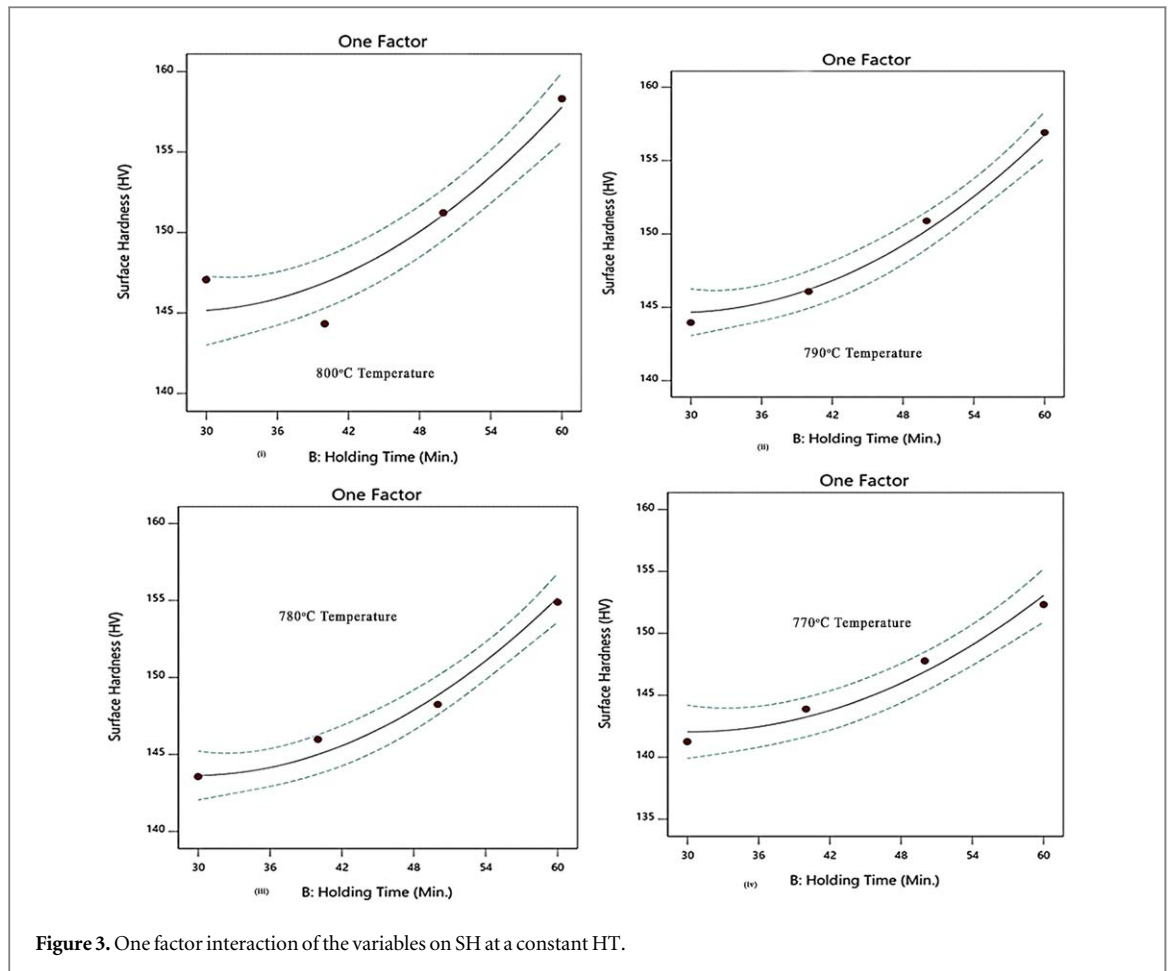 One Factor
160
155
150
145
140
Surface Hardness (HV)
800°C Temperature
30 36 42 48 54 60
(i) B: Holding Time (Min.)
One Factor
160
155
150
145
140
Surface Hardness (HV)
790°C Temperature
30 36 42 48 54 60
(ii) B: Holding Time (Min.)
One Factor
160
155
150
145
140
Surface Hardness (HV)
780°C Temperature
30 36 42 48 54 60
(iii) B: Holding Time (Min.)
One Factor
160
155
150
145
140
135
Surface Hardness (HV)
770°C Temperature
30 36 42 48 54 60
(iv) B: Holding Time (Min.)
Figure 3. One factor interaction of the variables on SH at a constant HT.